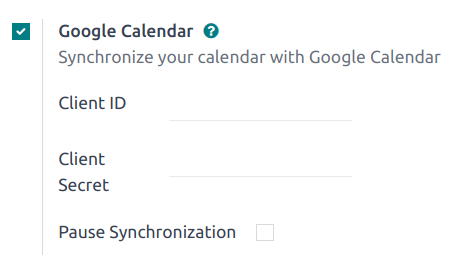 Google Calendar ?
Synchronize your calendar with Google Calendar
Client ID
Client
Secret
Pause Synchronization